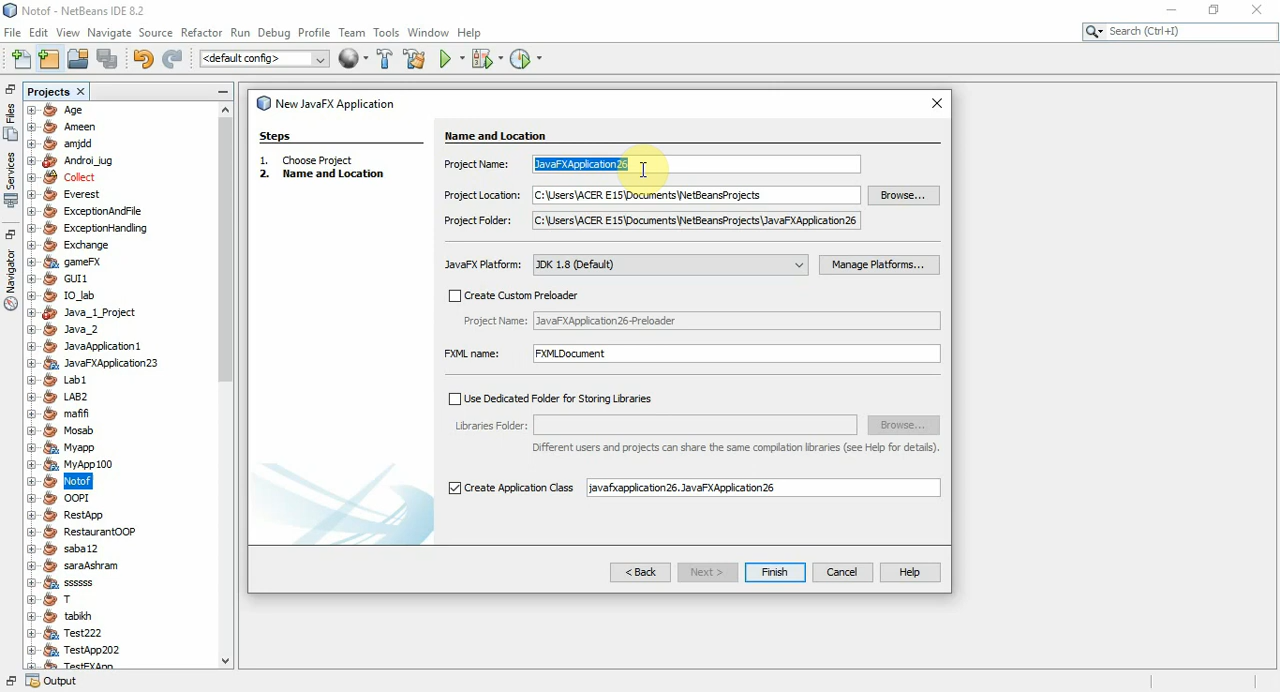 Notof - NetBeans IDE 8.2
File Edit View Navigate Source Refactor Run Debug Profile Team Tools Window Help
Search (Ctrl+I)
<default config>
Files
Services
Navigator
Projects
Age
Ameen
amjdd
Androi_jug
Collect
Everest
ExceptionAndFile
ExceptionHandling
Exchange
gameFX
GUI1
IO_lab
Java_1_Project
Java_2
JavaApplication1
JavaFXApplication23
Lab1
LAB2
mafifi
Mosab
Myapp
MyApp100
Notof
OOPI
RestApp
RestaurantOOP
saba12
saraAshram
ssssss
T
tabikh
Test222
TestApp202
TestFXApp
Output
New JavaFX Application
Steps
1. Choose Project
2. Name and Location
Name and Location
Project Name: JavaFXApplication26
Project Location: C:\Users\ACER E15\Documents\NetBeansProjects Browse...
Project Folder: C:\Users\ACER E15\Documents\NetBeansProjects\JavaFXApplication26
JavaFX Platform: JDK 1.8 (Default) Manage Platforms...
Create Custom Preloader
Project Name: JavaFXApplication26-Preloader
FXML name: FXMLDocument
Use Dedicated Folder for Storing Libraries
Libraries Folder: Browse...
Different users and projects can share the same compilation libraries (see Help for details).
Create Application Class javafxapplication26.JavaFXApplication26
< Back Next > Finish Cancel Help